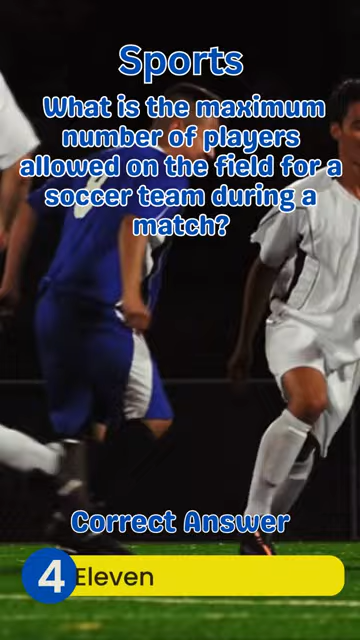 Sports
What is the maximum
number of players
allowed on the field for a
soccer team during a
match?
Correct Answer
4 Eleven